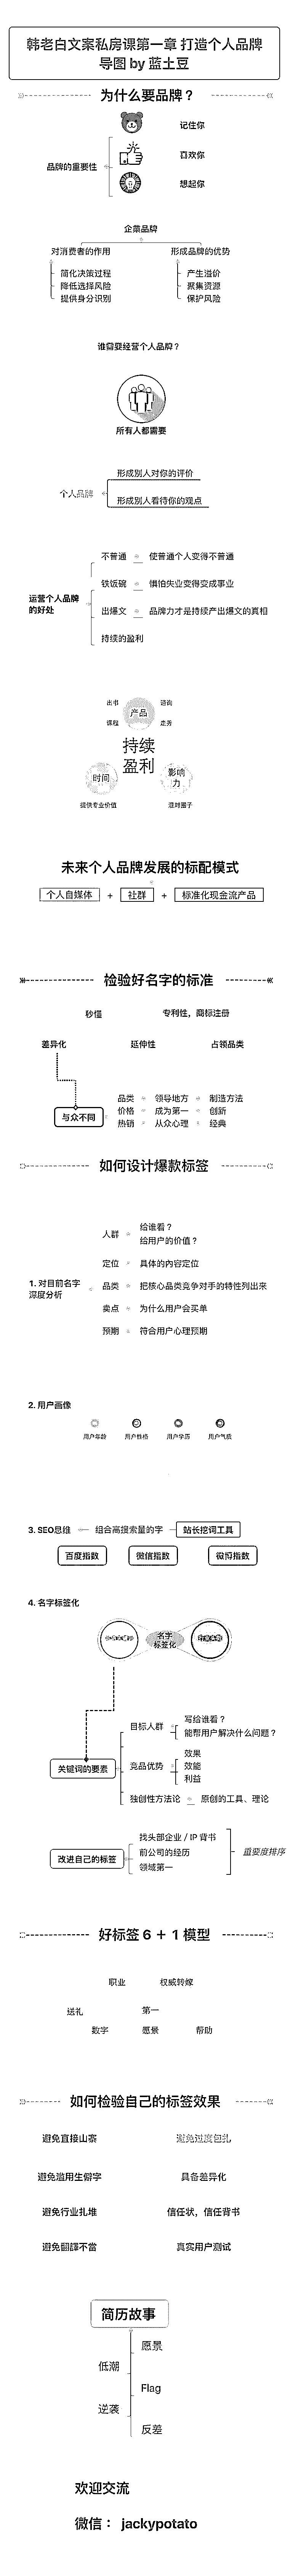 韩老白文案私房课第一章 打造个人品牌
导图 by 蓝土豆
为什么要品牌？
记住你
品牌的重要性
喜欢你
想起你
企业品牌
对消费者的作用
形成品牌的优势
简化决策过程
产生溢价
降低选择风险
聚集资源
提供身分识别
保护风险
谁需要经营个人品牌？
所有人都需要
形成别人对你的评价
个人品牌
形成别人看待你的观点
运营个人品牌
的好处
不普通
使普通个人变得不普通
铁饭碗
惧怕失业变得变成事业
出爆文
品牌力才是持续产出爆文的真相
持续的盈利
出书
产品
课程
持续
盈利
时间
影响
力
提供专业价值
混对圈子
未来个人品牌发展的标配模式
个人自媒体 + 社群 + 标准化现金流产品
检验好名字的标准
秒懂
专利性，商标注册
差异化
延伸性
占领品类
与众不同
品类
领导地方
制造方法
价格
成为第一
创新
热销
从众心理
经典
如何设计爆款标签
1. 对目前名字
深度分析
人群
给谁看？
给用户的价值？
定位
具体的内容定位
品类
把核心品类竞争对手的特性列出来
卖点
为什么用户会买单
预期
符合用户心理预期
2. 用户画像
用户年龄
用户性格
用户学历
用户气质
3. SEO思维
组合高搜索量的字
站长挖词工具
百度指数
微信指数
微博指数
4. 名字标签化
名字
标签化
关键词的要素
目标人群
写给谁看？
能帮用户解决什么问题？
竞品优势
效果
效能
利益
独创性方法论
原创的工具、理论
改进自己的标签
找头部企业 / IP 背书
前公司的经历
领域第一
重要度排序
好标签 6 + 1 模型
职业
权威转嫁
送礼
第一
数字
愿景
帮助
如何检验自己的标签效果
避免直接山寨
避免过度包扎
避免滥用生僻字
具备差异化
避免行业扎堆
信任状，信任背书
避免翻譯不當
真实用户测试
简历故事
愿景
低潮
Flag
逆袭
反差
欢迎交流
微信： jackypotato